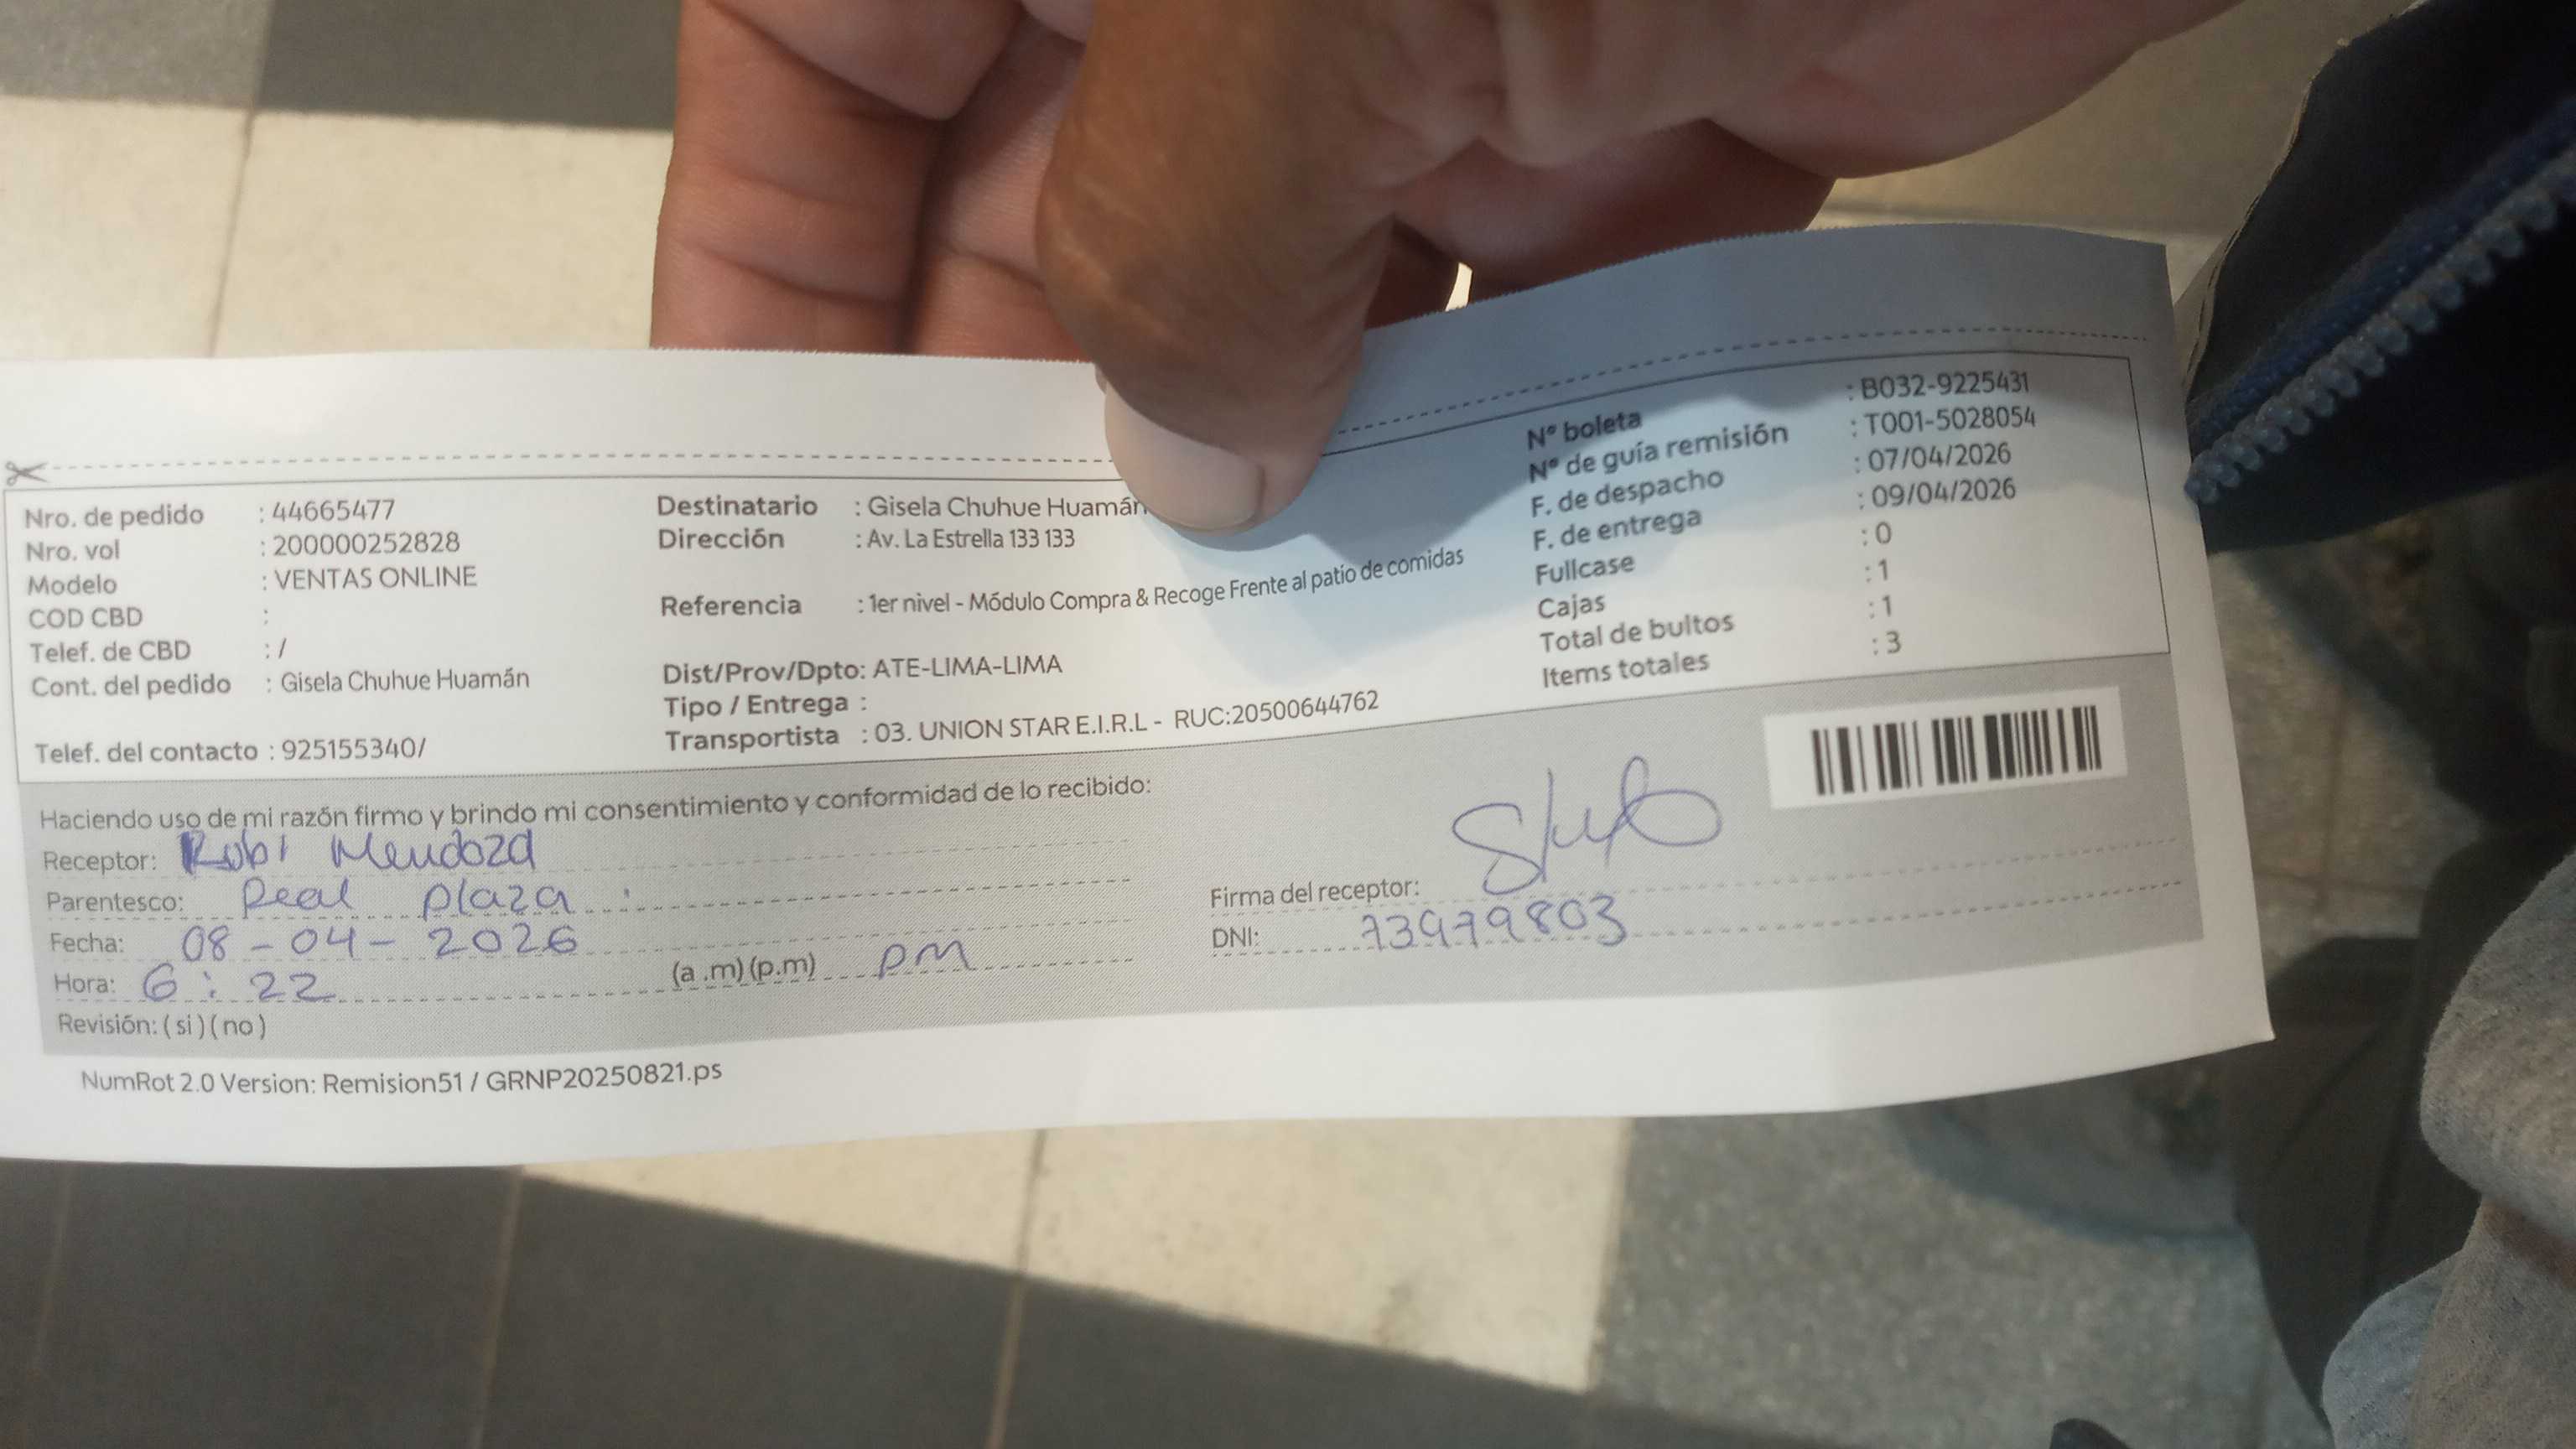 Nro. de pedido : 44665477
Nro. vol : 200000252828
Modelo : VENTAS ONLINE
COD CBD :
Telef. de CBD : /
Cont. del pedido : Gisela Chuhue Huamán
Telef. del contacto : 925155340/
Destinatario : Gisela Chuhue Huamán
Dirección : Av. La Estrella 133 133
Referencia : 1er nivel - Módulo Compra & Recoge Frente al patio de comidas
Dist/Prov/Dpto: ATE-LIMA-LIMA
Tipo / Entrega :
Transportista : 03. UNION STAR E.I.R.L - RUC:20500644762
N° boleta : B032-9225431
N° de guía remisión : T001-5028054
F. de despacho : 07/04/2026
F. de entrega : 09/04/2026
Fullcase : 0
Cajas : 1
Total de bultos : 1
Items totales : 3
Haciendo uso de mi razón firmo y brindo mi consentimiento y conformidad de lo recibido:
Receptor: Robi Mendoza
Parentesco: Real plaza
Fecha: 08-04-2026
Hora: 6:22 (a .m) (p.m) pm
Revisión: ( si ) ( no )
Firma del receptor:
DNI: 73979803
NumRot 2.0 Version: Remision51 / GRNP20250821.ps